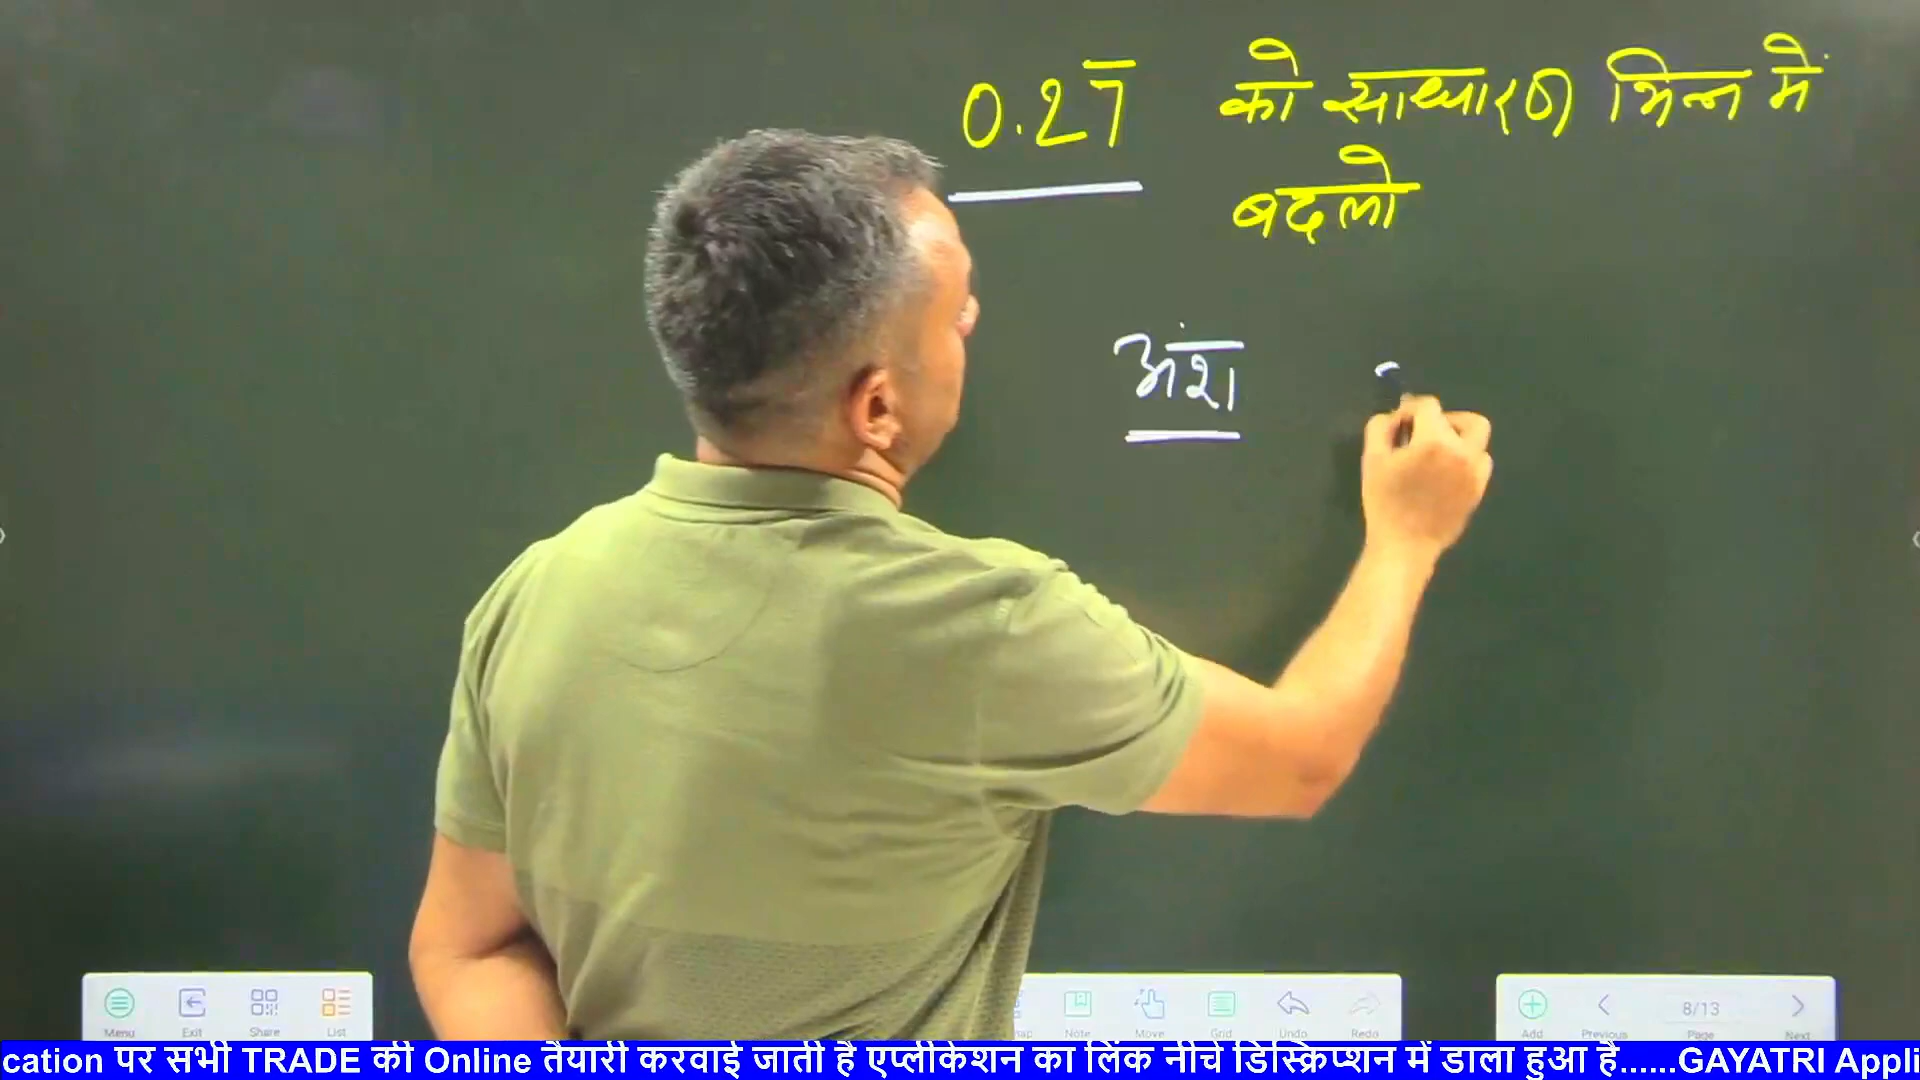 0.27̅ को साधारण भिन्न में
बदलो
अंश
Menu Exit Share List Note Move Grid Undo Redo Add Previous 8/13 Page Next
cation पर सभी TRADE की Online तैयारी करवाई जाती है एप्लीकेशन का लिंक नीचे डिस्क्रिप्शन में डाला हुआ है......GAYATRI Appli